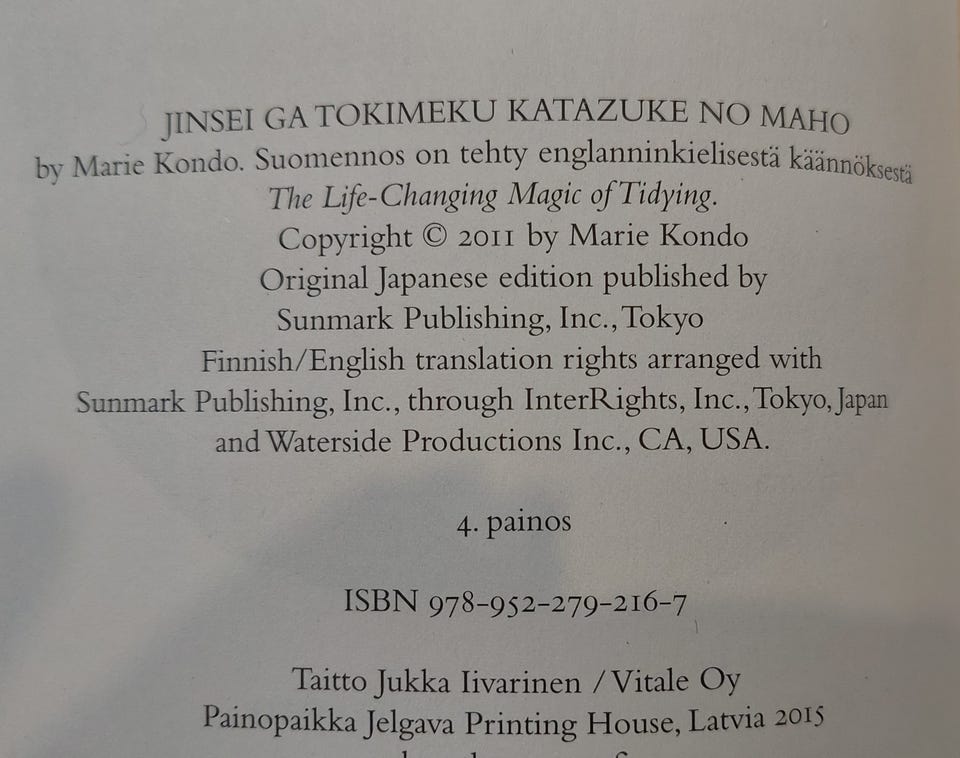 JINSEI GA TOKIMEKU KATAZUKE NO MAHO
by Marie Kondo. Suomennos on tehty englanninkielisestä käännöksestä
The Life-Changing Magic of Tidying.
Copyright © 2011 by Marie Kondo
Original Japanese edition published by
Sunmark Publishing, Inc., Tokyo
Finnish/English translation rights arranged with
Sunmark Publishing, Inc., through InterRights, Inc., Tokyo, Japan
and Waterside Productions Inc., CA, USA.
4. painos
ISBN 978-952-279-216-7
Taitto Jukka Iivarinen / Vitale Oy
Painopaikka Jelgava Printing House, Latvia 2015